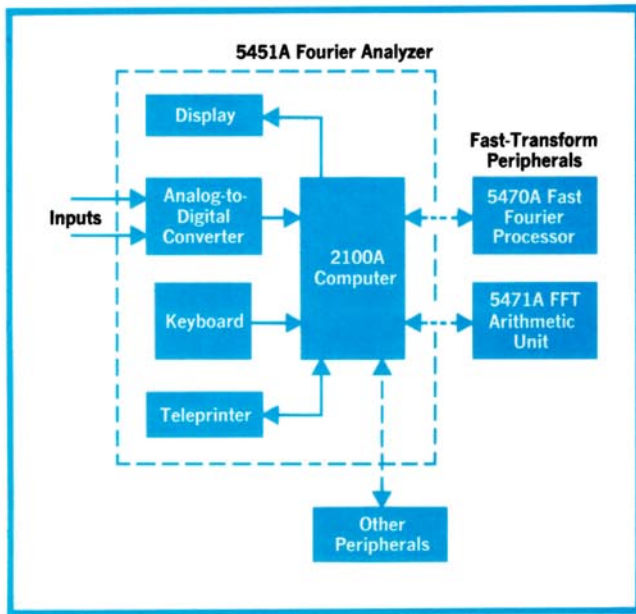 5451A Fourier Analyzer
Display
Fast-Transform
Peripherals
Inputs
Analog-to-
Digital
Converter
2100A
Computer
5470A Fast
Fourier
Processor
Keyboard
5471A FFT
Arithmetic
Unit
Teleprinter
Other
Peripherals